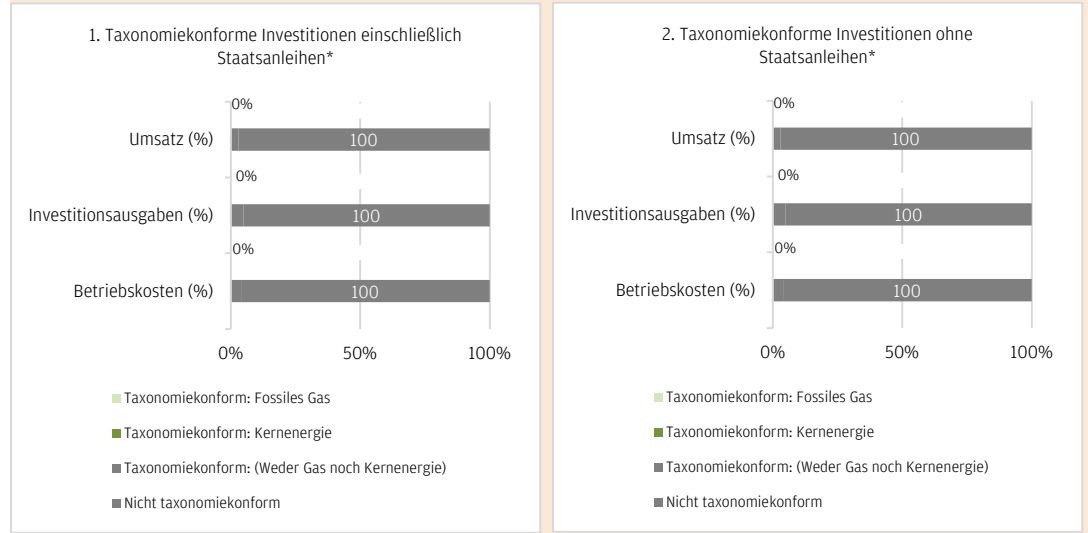 1. Taxonomiekonforme Investitionen einschließlich
Staatsanleihen*
0%
Umsatz (%)
100
0%
Investitionsausgaben (%)
100
0%
Betriebskosten (%)
100
0%
50%
100%
Taxonomiekonform: Fossiles Gas
Taxonomiekonform: Kernenergie
Taxonomiekonform: (Weder Gas noch Kernenergie)
Nicht taxonomiekonform
2. Taxonomiekonforme Investitionen ohne
Staatsanleihen*
0%
Umsatz (%)
100
0%
Investitionsausgaben (%)
100
0%
Betriebskosten (%)
100
0%
50%
100%
Taxonomiekonform: Fossiles Gas
Taxonomiekonform: Kernenergie
Taxonomiekonform: (Weder Gas noch Kernenergie)
Nicht taxonomiekonform